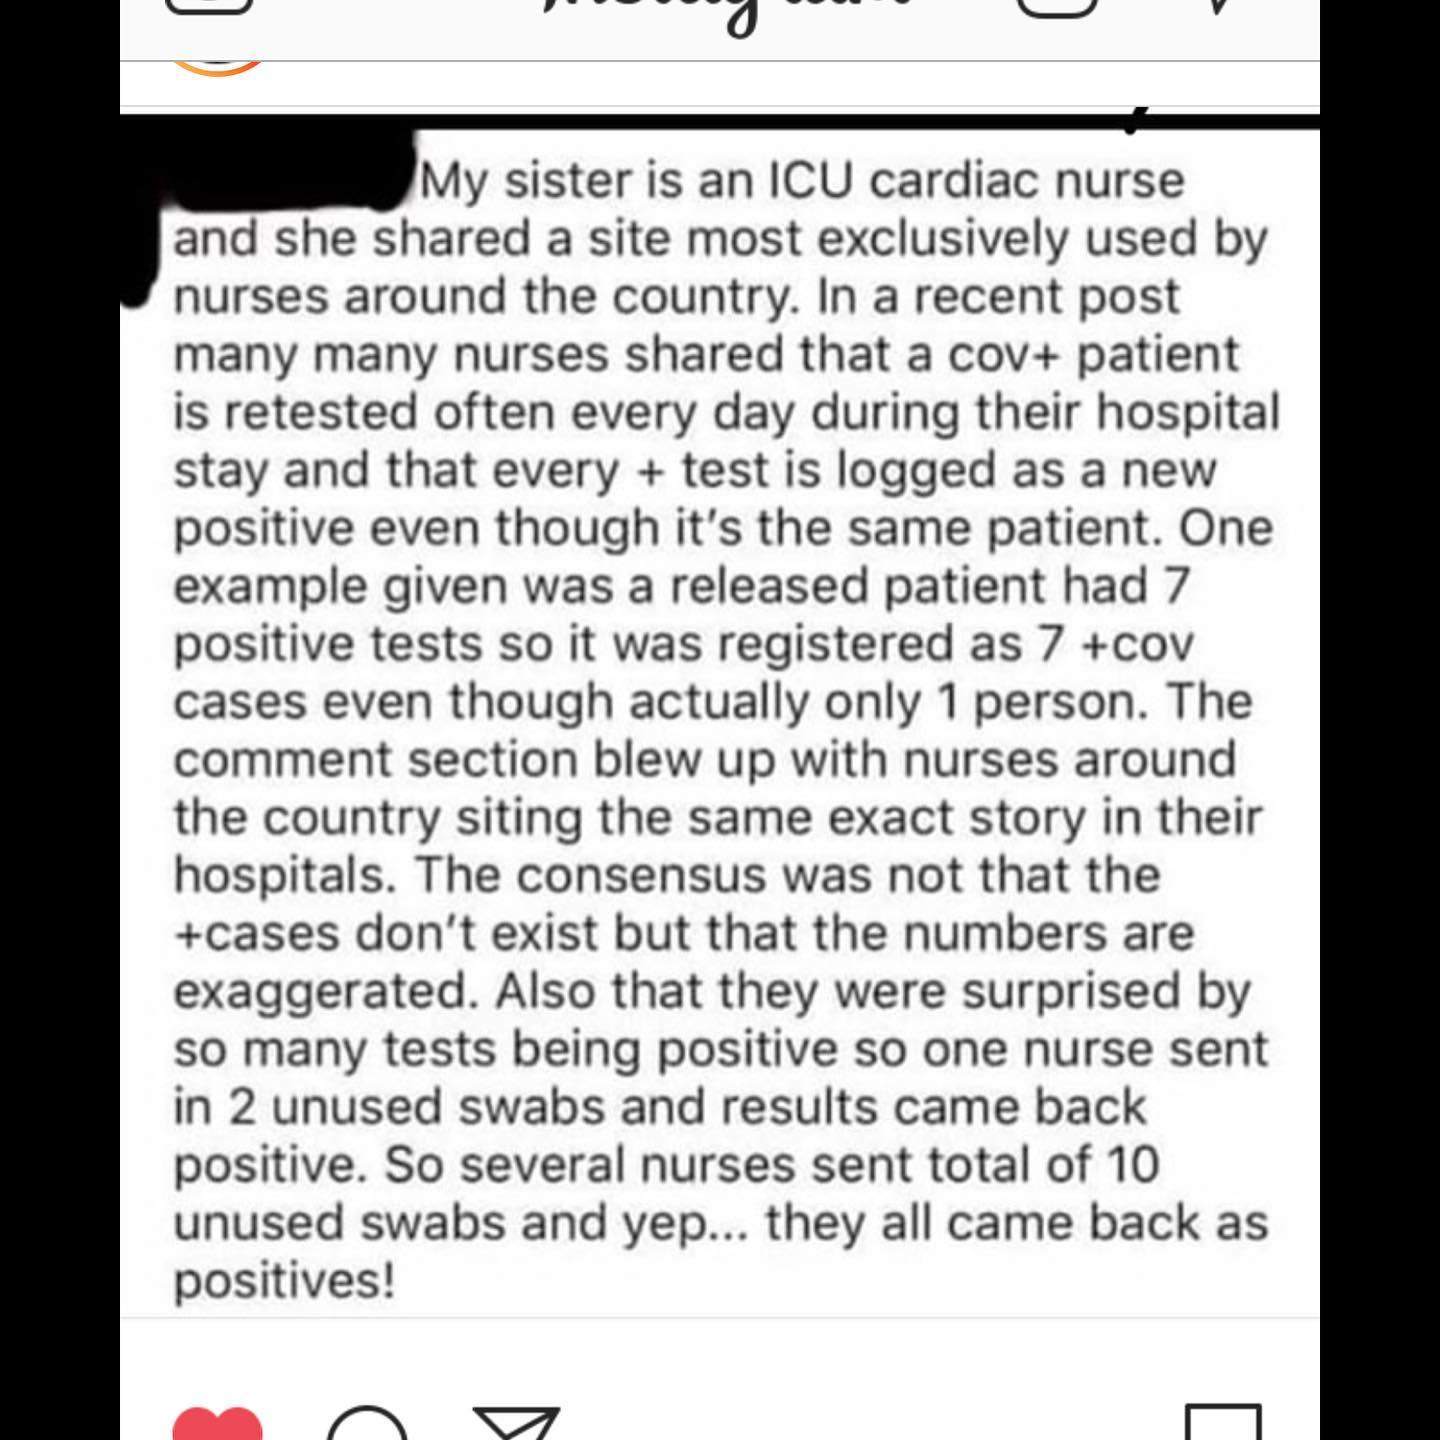 Instagram
My sister is an ICU cardiac nurse
and she shared a site most exclusively used by
nurses around the country. In a recent post
many many nurses shared that a cov+ patient
is retested often every day during their hospital
stay and that every + test is logged as a new
positive even though it's the same patient. One
example given was a released patient had 7
positive tests so it was registered as 7 +cov
cases even though actually only 1 person. The
comment section blew up with nurses around
the country siting the same exact story in their
hospitals. The consensus was not that the
+cases don't exist but that the numbers are
exaggerated. Also that they were surprised by
so many tests being positive so one nurse sent
in 2 unused swabs and results came back
positive. So several nurses sent total of 10
unused swabs and yep... they all came back as
positives!